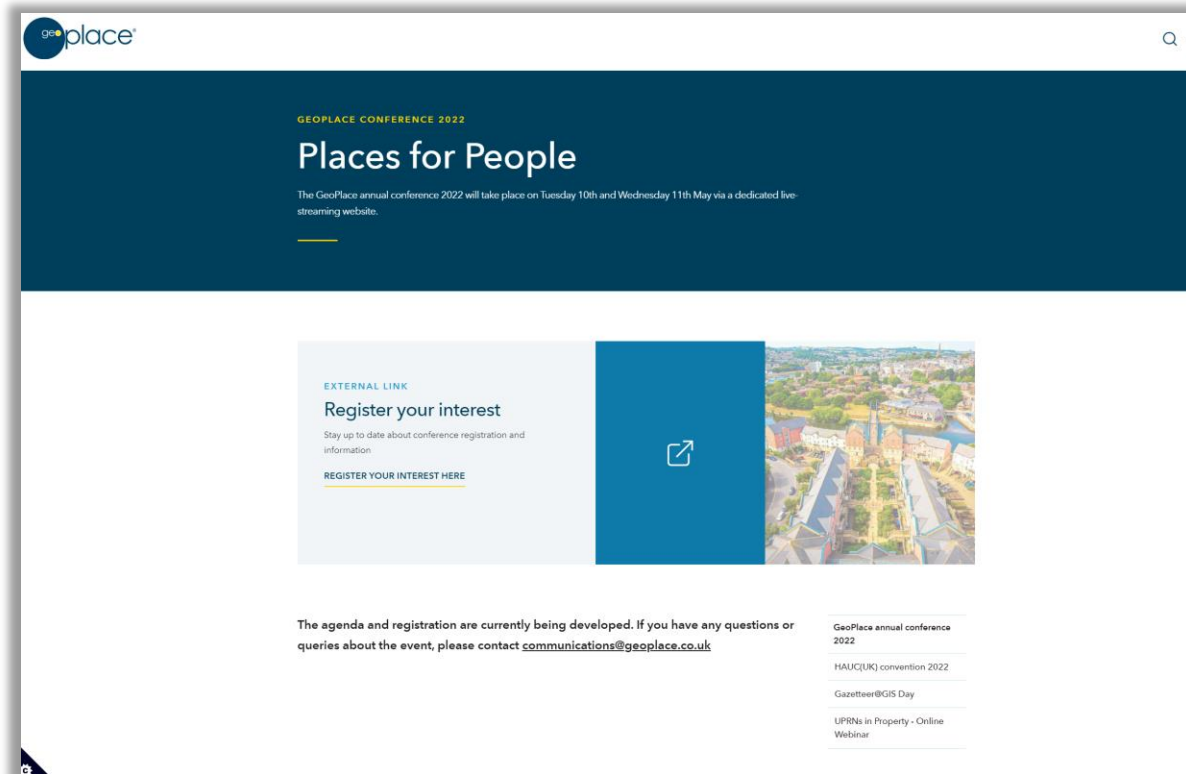 geoplace®
GEOPLACE CONFERENCE 2022
Places for People
The GeoPlace annual conference 2022 will take place on Tuesday 10th and Wednesday 11th May via a dedicated live-
streaming website.
EXTERNAL LINK
Register your interest
Stay up to date about conference registration and
information
REGISTER YOUR INTEREST HERE
The agenda and registration are currently being developed. If you have any questions or
queries about the event, please contact communications@geoplace.co.uk
GeoPlace annual conference
2022
HAUC(UK) convention 2022
Gazetteer@GIS Day
UPRNs in Property - Online
Webinar